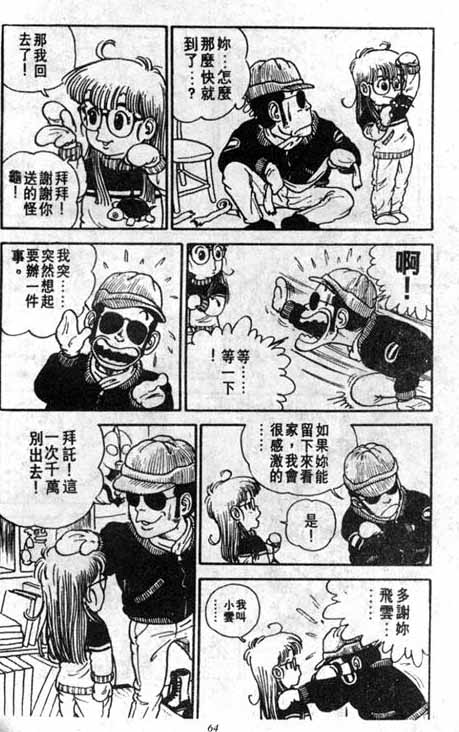 妳…怎麼
那麼快就
到了…?
那我回
去了!
拜拜!
謝謝你
送的怪
龜!
啊!
等……
等一下
!
我突……
突然想起
要辦一件
事。
如果妳能
留下來看
家,我會
很感激的
是!
拜託!這
一次千萬
別出去!
多謝妳
飛雲……
……我叫
小雲……
64